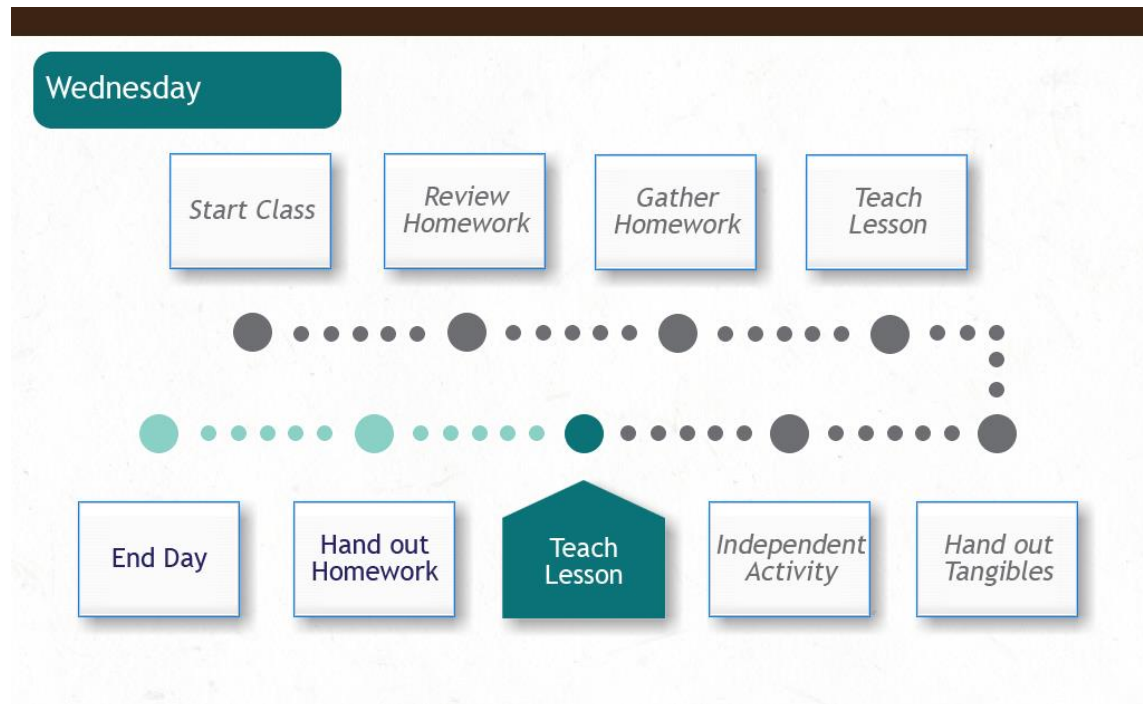 Wednesday
Start Class
Review
Homework
Gather
Homework
Teach
Lesson
End Day
Hand out
Homework
Teach
Lesson
Independent
Activity
Hand out
Tangibles